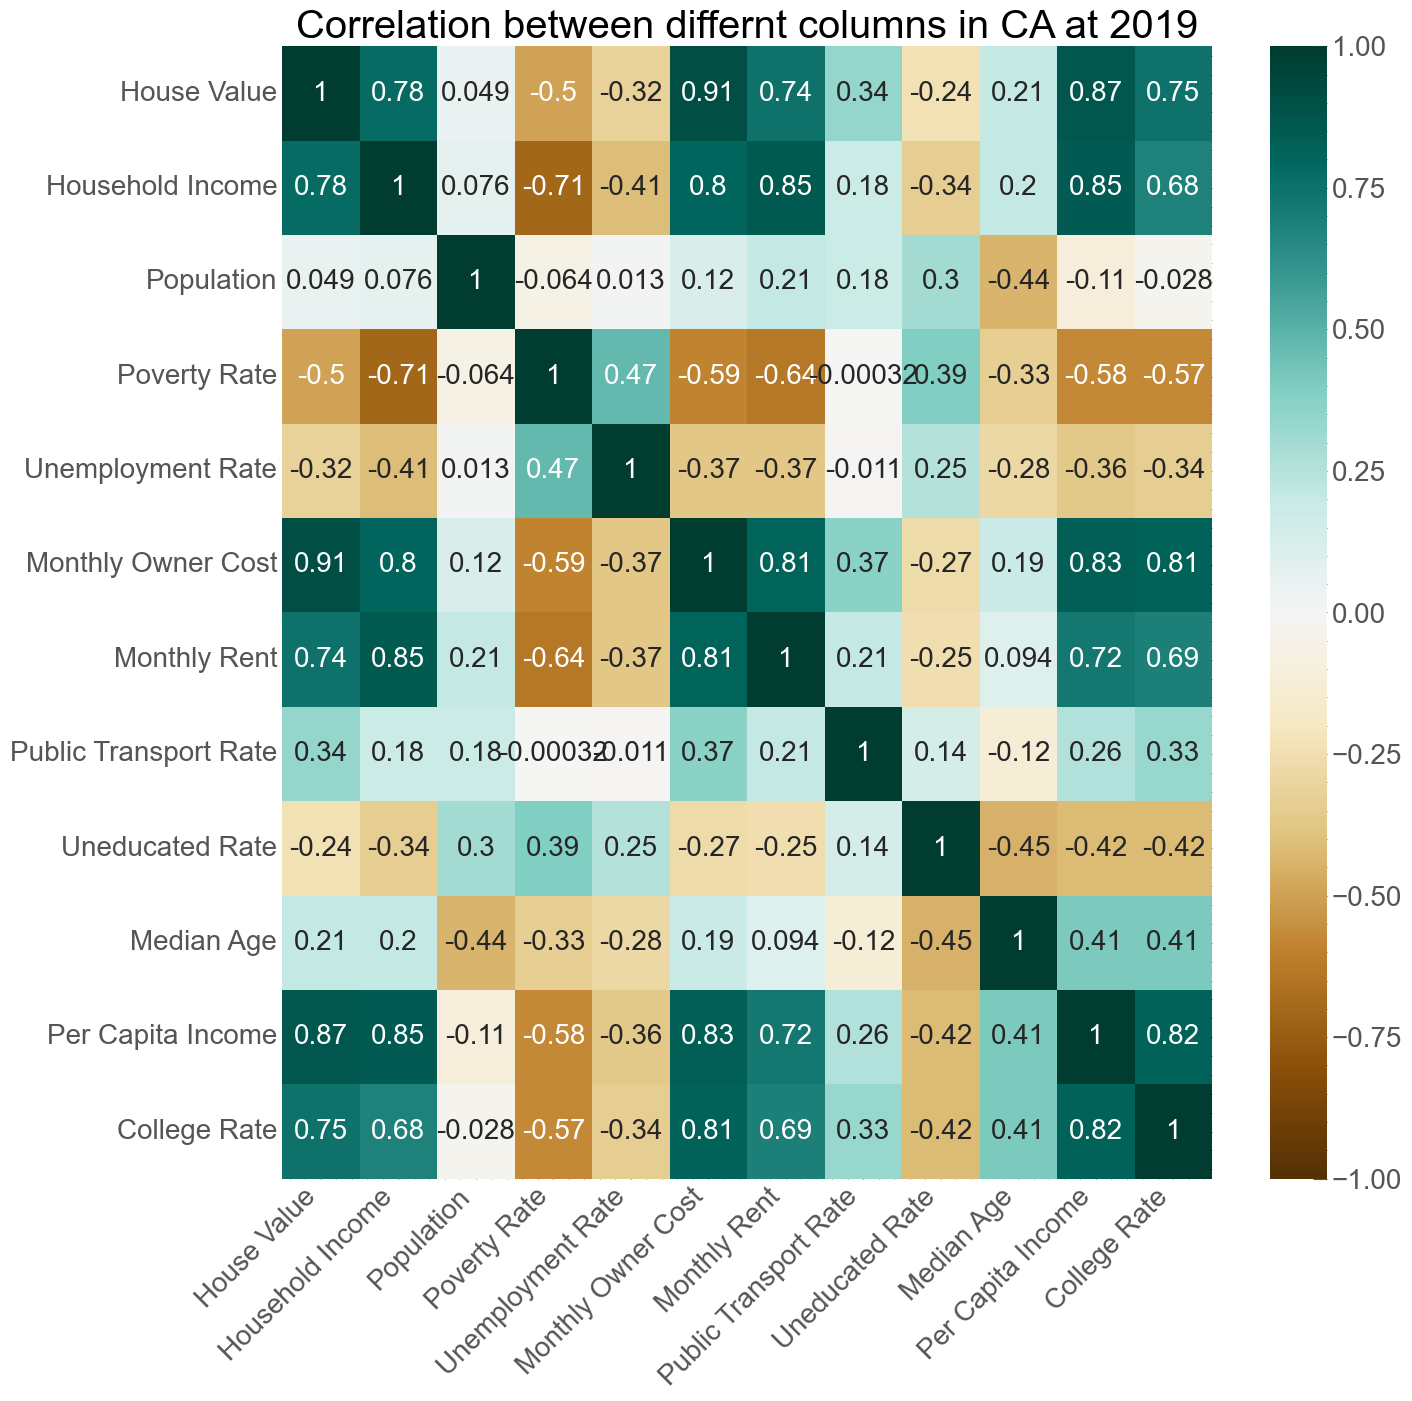 Correlation between differnt columns in CA at 2019
House Value 1 0.78 0.049 -0.5 -0.32 0.91 0.74 0.34 -0.24 0.21 0.87 0.75
Household Income 0.78 1 0.076 -0.71 -0.41 0.8 0.85 0.18 -0.34 0.2 0.85 0.68
Population 0.049 0.076 1 -0.064 0.013 0.12 0.21 0.18 0.3 -0.44 -0.11 -0.028
Poverty Rate -0.5 -0.71 -0.064 1 0.47 -0.59 -0.64 -0.00032 0.39 -0.33 -0.58 -0.57
Unemployment Rate -0.32 -0.41 0.013 0.47 1 -0.37 -0.37 -0.011 0.25 -0.28 -0.36 -0.34
Monthly Owner Cost 0.91 0.8 0.12 -0.59 -0.37 1 0.81 0.37 -0.27 0.19 0.83 0.81
Monthly Rent 0.74 0.85 0.21 -0.64 -0.37 0.81 1 0.21 -0.25 0.094 0.72 0.69
Public Transport Rate 0.34 0.18 0.18 -0.00032 -0.011 0.37 0.21 1 0.14 -0.12 0.26 0.33
Uneducated Rate -0.24 -0.34 0.3 0.39 0.25 -0.27 -0.25 0.14 1 -0.45 -0.42 -0.42
Median Age 0.21 0.2 -0.44 -0.33 -0.28 0.19 0.094 -0.12 -0.45 1 0.41 0.41
Per Capita Income 0.87 0.85 -0.11 -0.58 -0.36 0.83 0.72 0.26 -0.42 0.41 1 0.82
College Rate 0.75 0.68 -0.028 -0.57 -0.34 0.81 0.69 0.33 -0.42 0.41 0.82 1
House Value
Household Income
Population
Poverty Rate
Unemployment Rate
Monthly Owner Cost
Monthly Rent
Public Transport Rate
Uneducated Rate
Median Age
Per Capita Income
College Rate
1.00
0.75
0.50
0.25
0.00
−0.25
−0.50
−0.75
−1.00